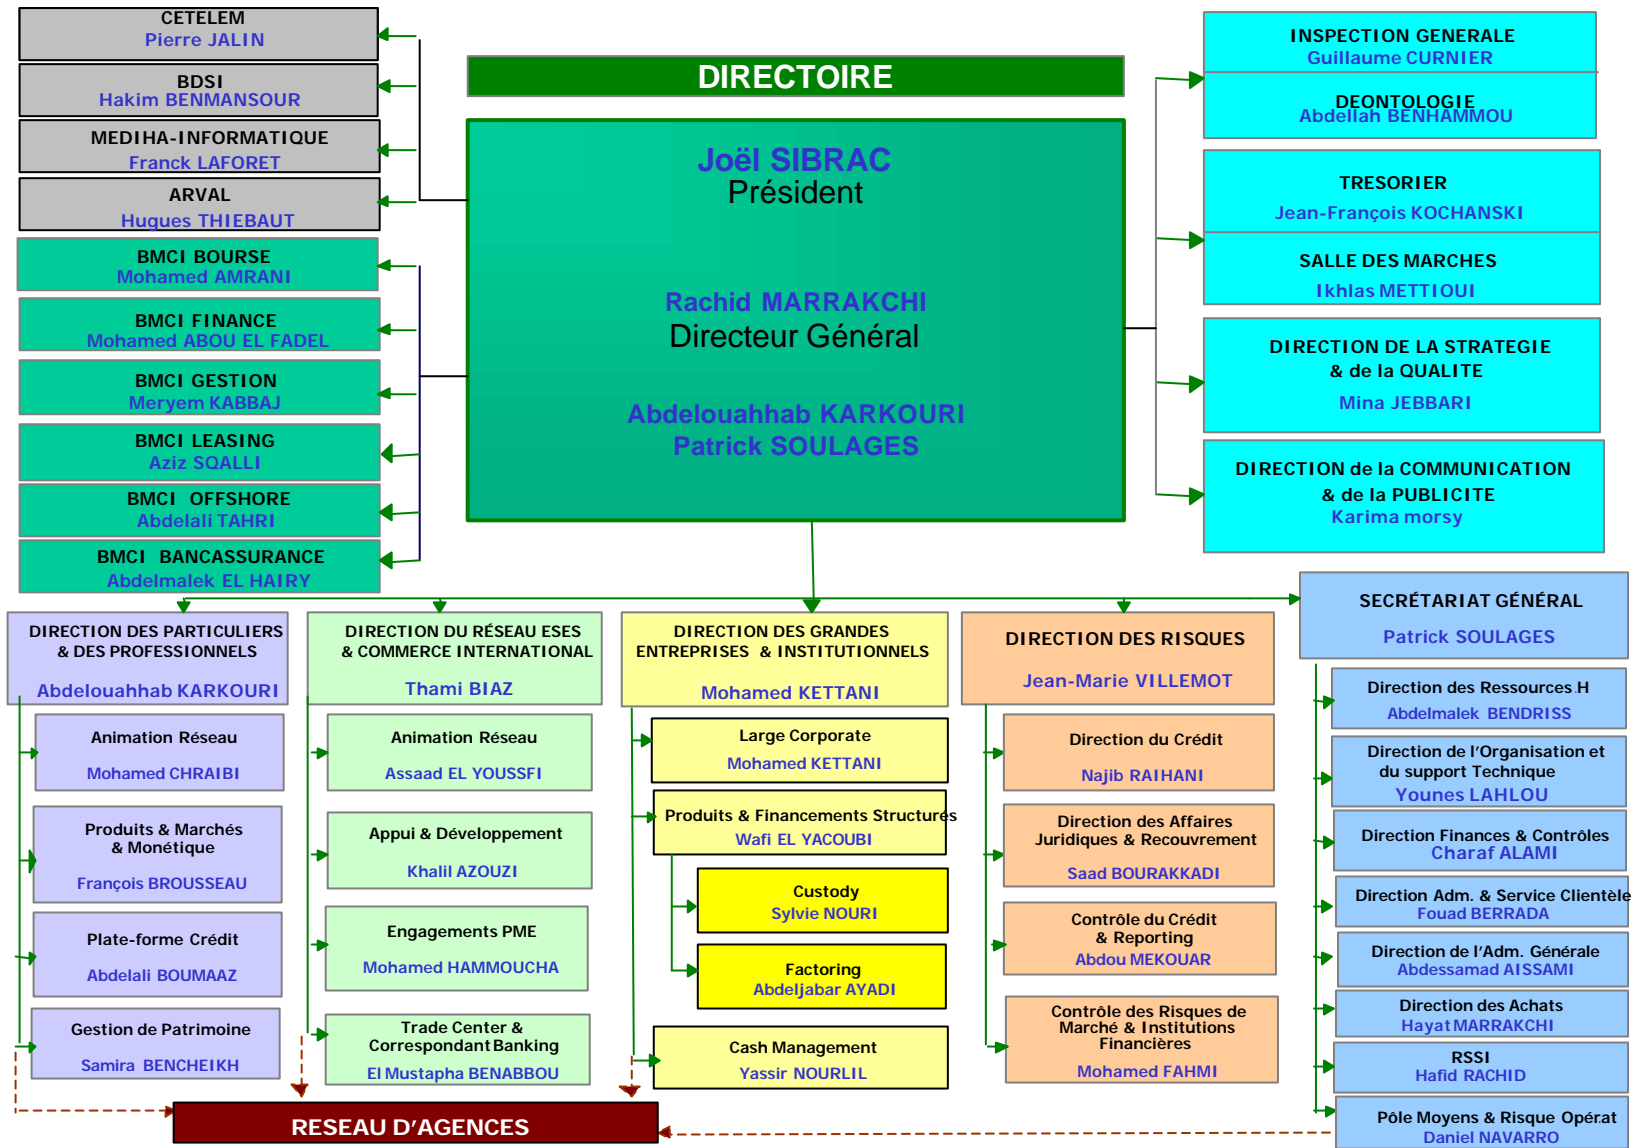 CETELEM
Pierre JALIN
BDSI
Hakim BENMANSOUR
MEDIHA-INFORMATIQUE
Franck LAFORET
ARVAL
Hugues THIEBAUT
BMCI BOURSE
Mohamed AMRANI
BMCI FINANCE
Mohamed ABOU EL FADEL
BMCI GESTION
Meryem KABBAJ
BMCI LEASING
Aziz SQALLI
BMCI OFFSHORE
Abdelali TAHRI
BMCI BANCASSURANCE
Abdelmalek EL HAIRY
DIRECTOIRE
Joël SIBRAC
Président
Rachid MARRAKCHI
Directeur Général
Abdelouahhab KARKOURI
Patrick SOULAGES
INSPECTION GENERALE
Guillaume CURNIER
DEONTOLOGIE
Abdellah BENHAMMOU
TRESORIER
Jean-François KOCHANSKI
SALLE DES MARCHES
Ikhlas METTIOUI
DIRECTION DE LA STRATEGIE
& de la QUALITE
Mina JEBBARI
DIRECTION de la COMMUNICATION
& de la PUBLICITE
Karima morsy
DIRECTION DES PARTICULIERS
& DES PROFESSIONNELS
Abdelouahhab KARKOURI
Animation Réseau
Mohamed CHRAIBI
Produits & Marchés
& Monétique
François BROUSSEAU
Plate-forme Crédit
Abdelali BOUMAAZ
Gestion de Patrimoine
Samira BENCHEIKH
DIRECTION DU RÉSEAU ESES
& COMMERCE INTERNATIONAL
Thami BIAZ
Animation Réseau
Assaad EL YOUSSFI
Appui & Développement
Khalil AZOUZI
Engagements PME
Mohamed HAMMOUCHA
Trade Center &
Correspondant Banking
El Mustapha BENABBOU
DIRECTION DES GRANDES
ENTREPRISES & INSTITUTIONNELS
Mohamed KETTANI
Large Corporate
Mohamed KETTANI
Produits & Financements Structurés
Wafi EL YACOUBI
Custody
Sylvie NOURI
Factoring
Abdeljabar AYADI
Cash Management
Yassir NOURLIL
DIRECTION DES RISQUES
Jean-Marie VILLEMOT
Direction du Crédit
Najib RAIHANI
Direction des Affaires
Juridiques & Recouvrement
Saad BOURAKKADI
Contrôle du Crédit
& Reporting
Abdou MEKOUAR
Contrôle des Risques de
Marché & Institutions
Financières
Mohamed FAHMI
SECRÉTARIAT GÉNÉRAL
Patrick SOULAGES
Direction des Ressources H
Abdelmalek BENDRISS
Direction de l'Organisation et
du support Technique
Younes LAHLOU
Direction Finances & Contrôles
Charaf ALAMI
Direction Adm. & Service Clientèle
Fouad BERRADA
Direction de l'Adm. Générale
Abdessamad AISSAMI
Direction des Achats
Hayat MARRAKCHI
RSSI
Hafid RACHID
Pôle Moyens & Risque Opérat
Daniel NAVARRO
RESEAU D'AGENCES